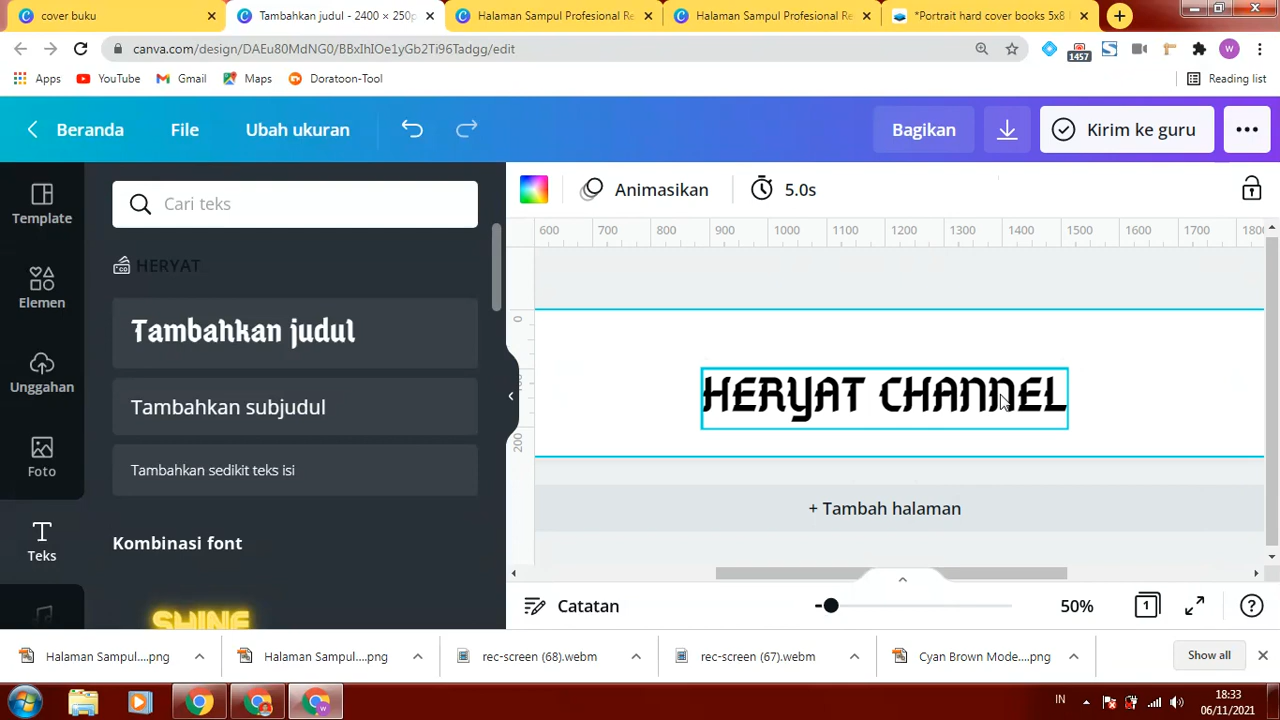 cover buku
Tambahkan judul - 2400 × 250p
Halaman Sampul Profesional Re
Halaman Sampul Profesional Re
*Portrait hard cover books 5x8
canva.com/design/DAEu80MdNG0/BBxIhIOe1yGb2Ti96Tadgg/edit
1457
W
Apps
YouTube
Gmail
Maps
Doratoon-Tool
Reading list
Beranda
File
Ubah ukuran
Bagikan
Kirim ke guru
Template
Elemen
Unggahan
Foto
Teks
Cari teks
HERYAT
Tambahkan judul
Tambahkan subjudul
Tambahkan sedikit teks isi
Kombinasi font
SHINE
Animasikan
5.0s
600 700 800 900 1000 1100 1200 1300 1400 1500 1600 1700 1800
0
200
HERYAT CHANNEL
+ Tambah halaman
Catatan
50%
1
Halaman Sampul....png
Halaman Sampul....png
rec-screen (68).webm
rec-screen (67).webm
Cyan Brown Mode....png
Show all
IN
18:33
06/11/2021